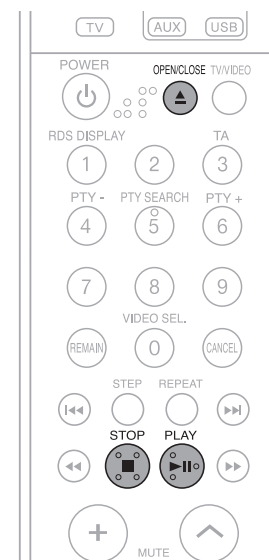 TV AUX USB
POWER OPEN/CLOSE TV/VIDEO
RDS DISPLAY TA
1 2 3
PTY - PTY SEARCH PTY +
4 5 6
7 8 9
VIDEO SEL.
REMAIN 0 CANCEL
STEP REPEAT
STOP PLAY
+
MUTE